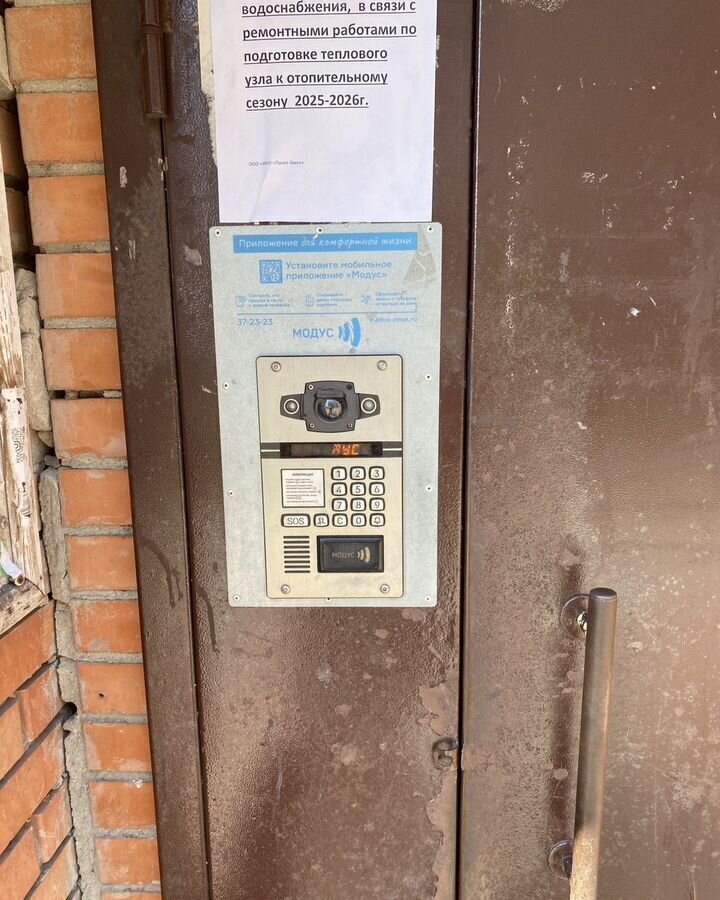 водоснабжения, в связи с
ремонтными работами по
подготовке теплового
узла к отопительному
сезону 2025-2026г.
Приложение для комфортной жизни
Установите мобильное
приложение «Модус»
37-23-23
МОДУС
МУС
ИНФОРМАЦИЯ
1 2 3
4 5 6
7 8 9
SOS C 0
МОДУС